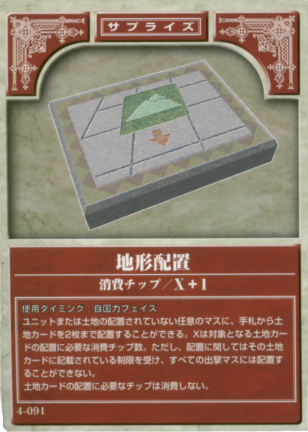 サプライズ
地形配置
消費チップ/X+1
使用タイミング:自国力フェイズ
ユニットまたは土地の配置されていない任意のマスに、手札から土
地カードを2枚まで配置することができる。Xは対象となる土地カ
ードの配置に必要な消費チップ数。ただし、配置に関してはその土地
カードに記載されている制限を受け、すべての出撃マスには配置す
ることができない。
土地カードの配置に必要なチップは消費しない。
4-091